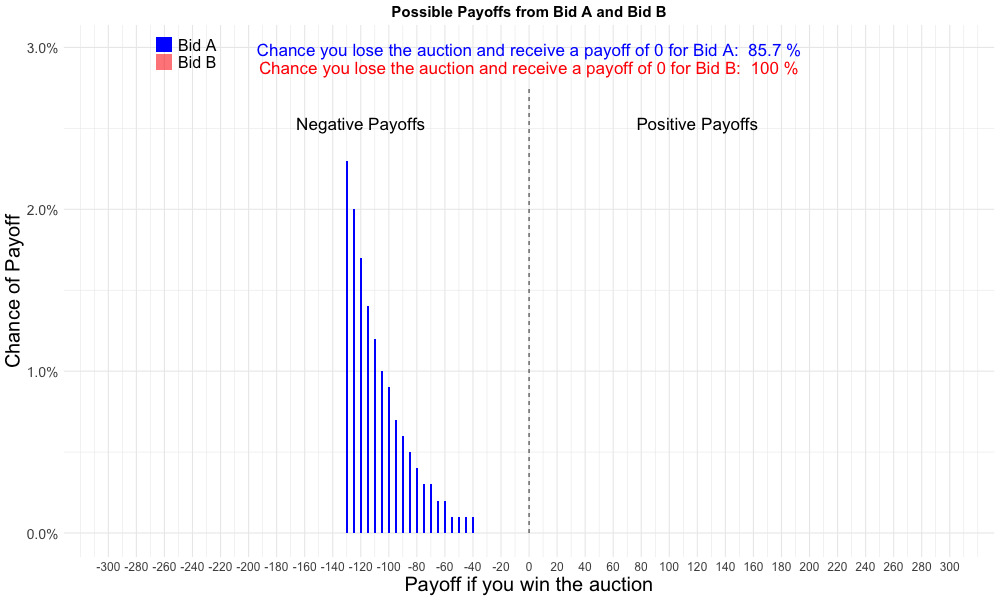 Possible Payoffs from Bid A and Bid B
Bid A
Bid B
Chance you lose the auction and receive a payoff of 0 for Bid A:  85.7 %
Chance you lose the auction and receive a payoff of 0 for Bid B:  100 %
Negative Payoffs
Positive Payoffs
Chance of Payoff
3.0%
2.0%
1.0%
0.0%
-300 -280 -260 -240 -220 -200 -180 -160 -140 -120 -100 -80 -60 -40 -20 0 20 40 60 80 100 120 140 160 180 200 220 240 260 280 300
Payoff if you win the auction